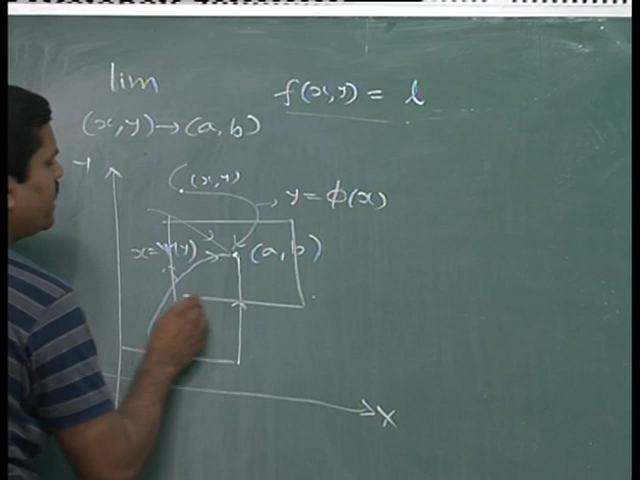 lim f(x,y) = l
(x,y)→(a,b)
Y
(x,y)
y = ϕ(x)
x=ψ(y) (a,b)
X